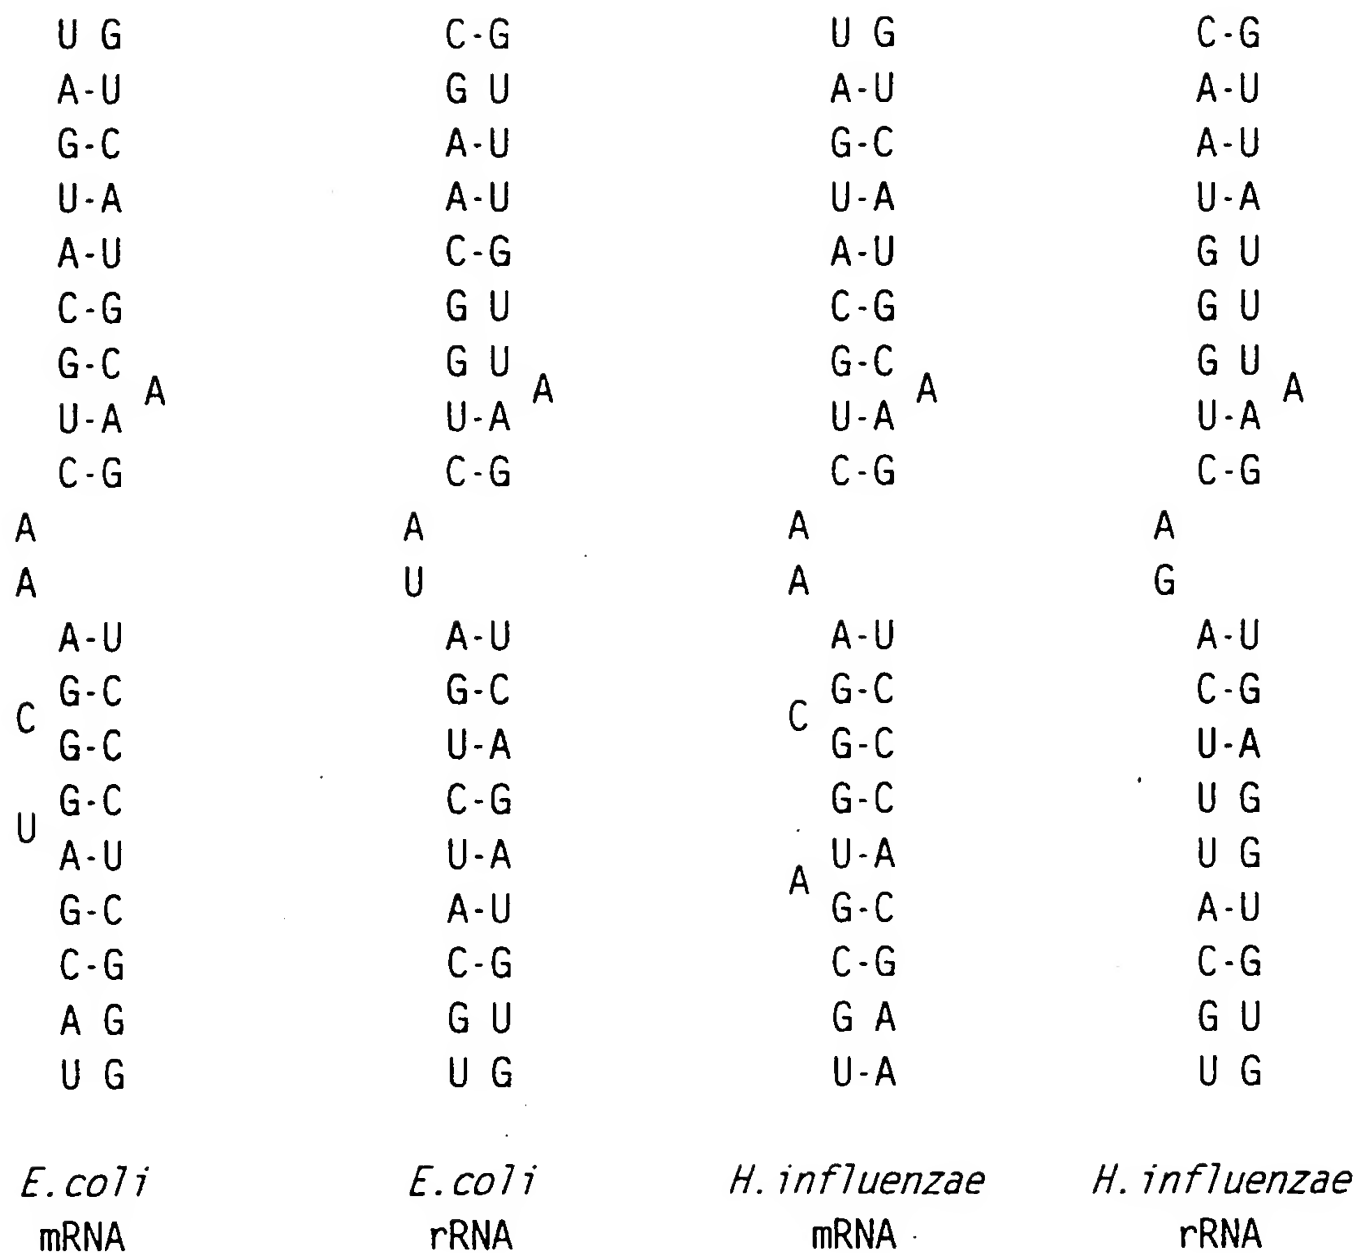 U G C-G U G C-G
A-U G U A-U A-U
G-C A-U G-C A-U
U-A A-U U-A U-A
A-U C-G A-U G U
C-G G U C-G G U
G-C G U G-C G U
A A A A
U-A U-A U-A U-A
C-G C-G C-G C-G
A A A A
A U A G
A-U A-U A-U A-U
G-C G-C G-C C-G
C C
G-C U-A G-C U-A
G-C C-G G-C U G
U
A-U U-A U-A U G
A
G-C A-U G-C A-U
C-G C-G C-G C-G
A G G U G A G U
U G U G U-A U G
E.coli E.coli H.influenzae H.influenzae
mRNA rRNA mRNA rRNA